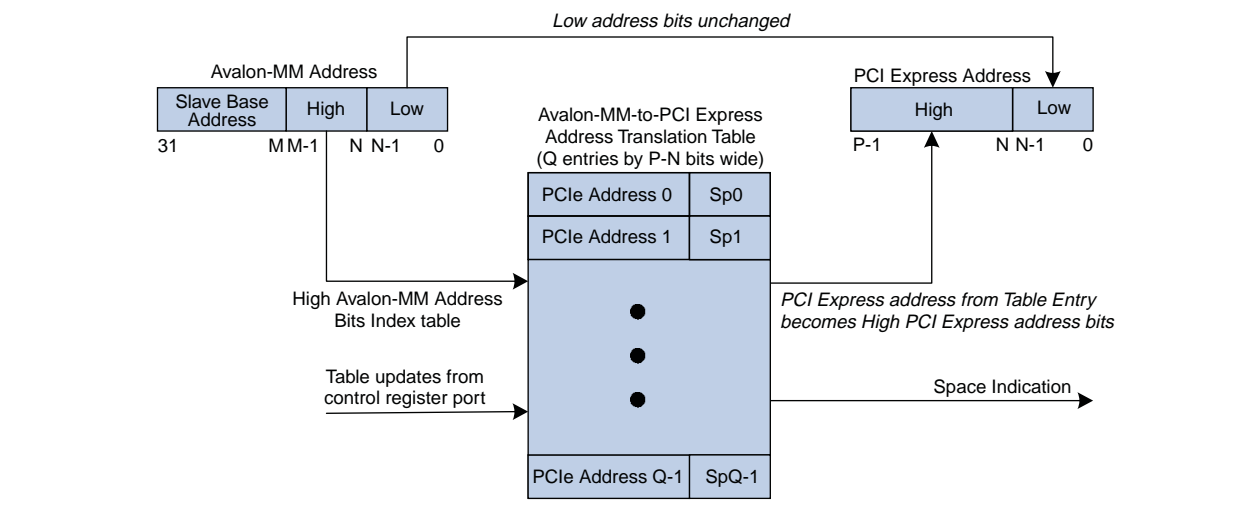 Low address bits unchanged
Avalon-MM Address
Slave Base
Address
High
Low
31
M
M-1
N
N-1
0
PCI Express Address
High
Low
P-1
N
N-1
0
Avalon-MM-to-PCI Express
Address Translation Table
(Q entries by P-N bits wide)
PCIe Address 0
Sp0
PCIe Address 1
Sp1
High Avalon-MM Address
Bits Index table
PCI Express address from Table Entry
becomes High PCI Express address bits
Table updates from
control register port
Space Indication
PCIe Address Q-1
SpQ-1